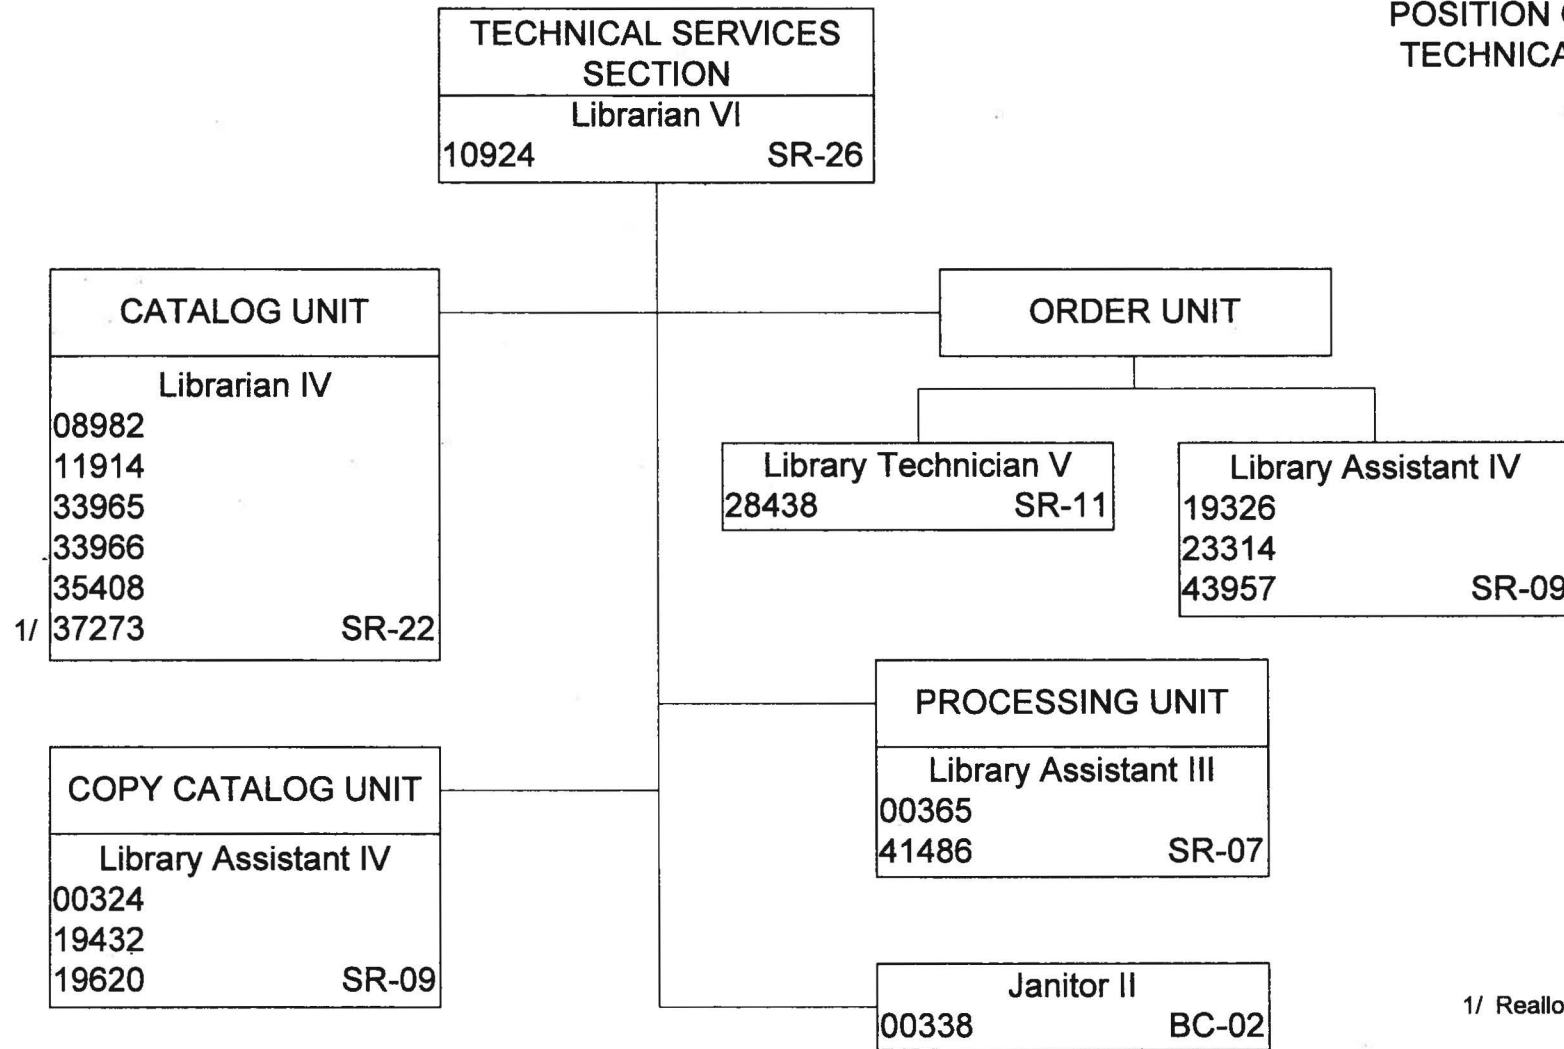 POSITION
TECHNICA
TECHNICAL SERVICES
SECTION
Librarian VI
10924 SR-26
CATALOG UNIT
Librarian IV
08982
11914
33965
33966
35408
1/ 37273 SR-22
ORDER UNIT
Library Technician V
28438 SR-11
Library Assistant IV
19326
23314
43957 SR-09
PROCESSING UNIT
Library Assistant III
00365
41486 SR-07
COPY CATALOG UNIT
Library Assistant IV
00324
19432
19620 SR-09
Janitor II
00338 BC-02
1/ Reallo